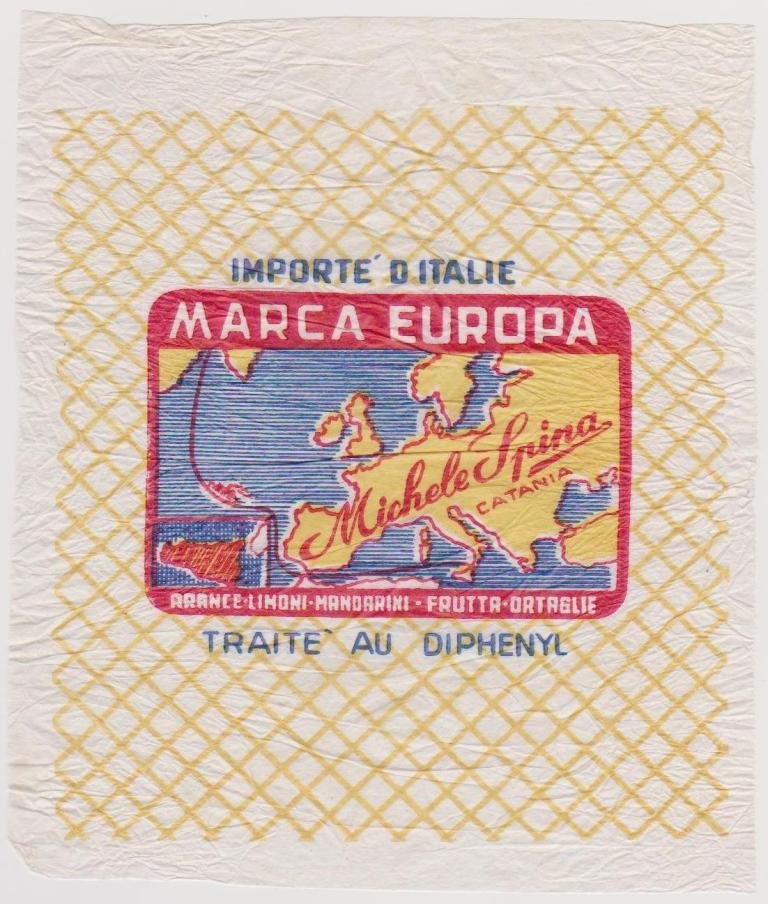 IMPORTE´ D ITALIE
MARCA EUROPA
Michele Spina
CATANIA
ARANCE-LIMONI-MANDARINI-FRUTTA-ORTAGLIE
TRAITE` AU DIPHENYL